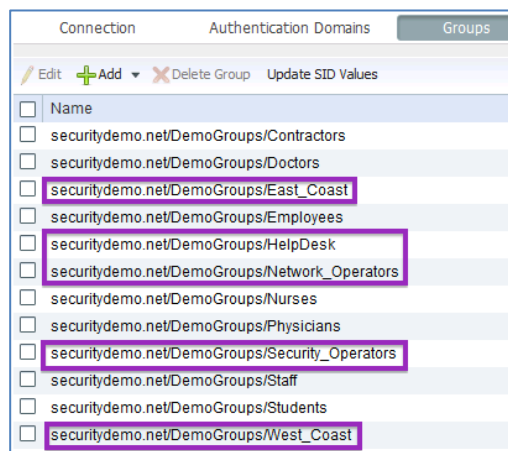 Connection Authentication Domains Groups
Edit Add Delete Group Update SID Values
Name
securitydemo.net/DemoGroups/Contractors
securitydemo.net/DemoGroups/Doctors
securitydemo.net/DemoGroups/East_Coast
securitydemo.net/DemoGroups/Employees
securitydemo.net/DemoGroups/HelpDesk
securitydemo.net/DemoGroups/Network_Operators
securitydemo.net/DemoGroups/Nurses
securitydemo.net/DemoGroups/Physicians
securitydemo.net/DemoGroups/Security_Operators
securitydemo.net/DemoGroups/Staff
securitydemo.net/DemoGroups/Students
securitydemo.net/DemoGroups/West_Coast